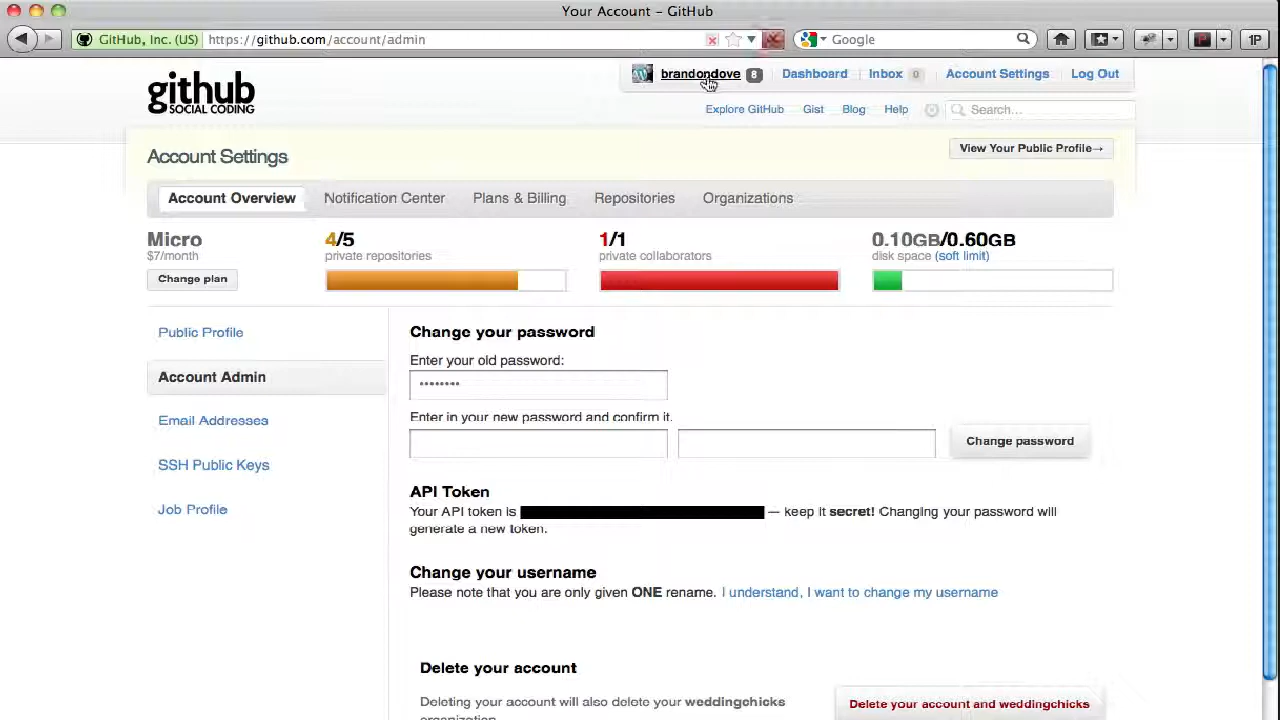 Your Account – GitHub
GitHub, Inc. (US) https://github.com/account/admin Google 1P
github
SOCIAL CODING
brandondove 8 Dashboard Inbox 0 Account Settings Log Out
Explore GitHub Gist Blog Help Search...
Account Settings
View Your Public Profile→
Account Overview Notification Center Plans & Billing Repositories Organizations
Micro 4/5 1/1 0.10GB/0.60GB
$7/month private repositories private collaborators disk space (soft limit)
Change plan
Public Profile
Account Admin
Email Addresses
SSH Public Keys
Job Profile
Change your password
Enter your old password:
••••••••
Enter in your new password and confirm it.
Change password
API Token
Your API token is — keep it secret! Changing your password will
generate a new token.
Change your username
Please note that you are only given ONE rename. I understand, I want to change my username
Delete your account
Deleting your account will also delete your weddingchicks
organization.
Delete your account and weddingchicks